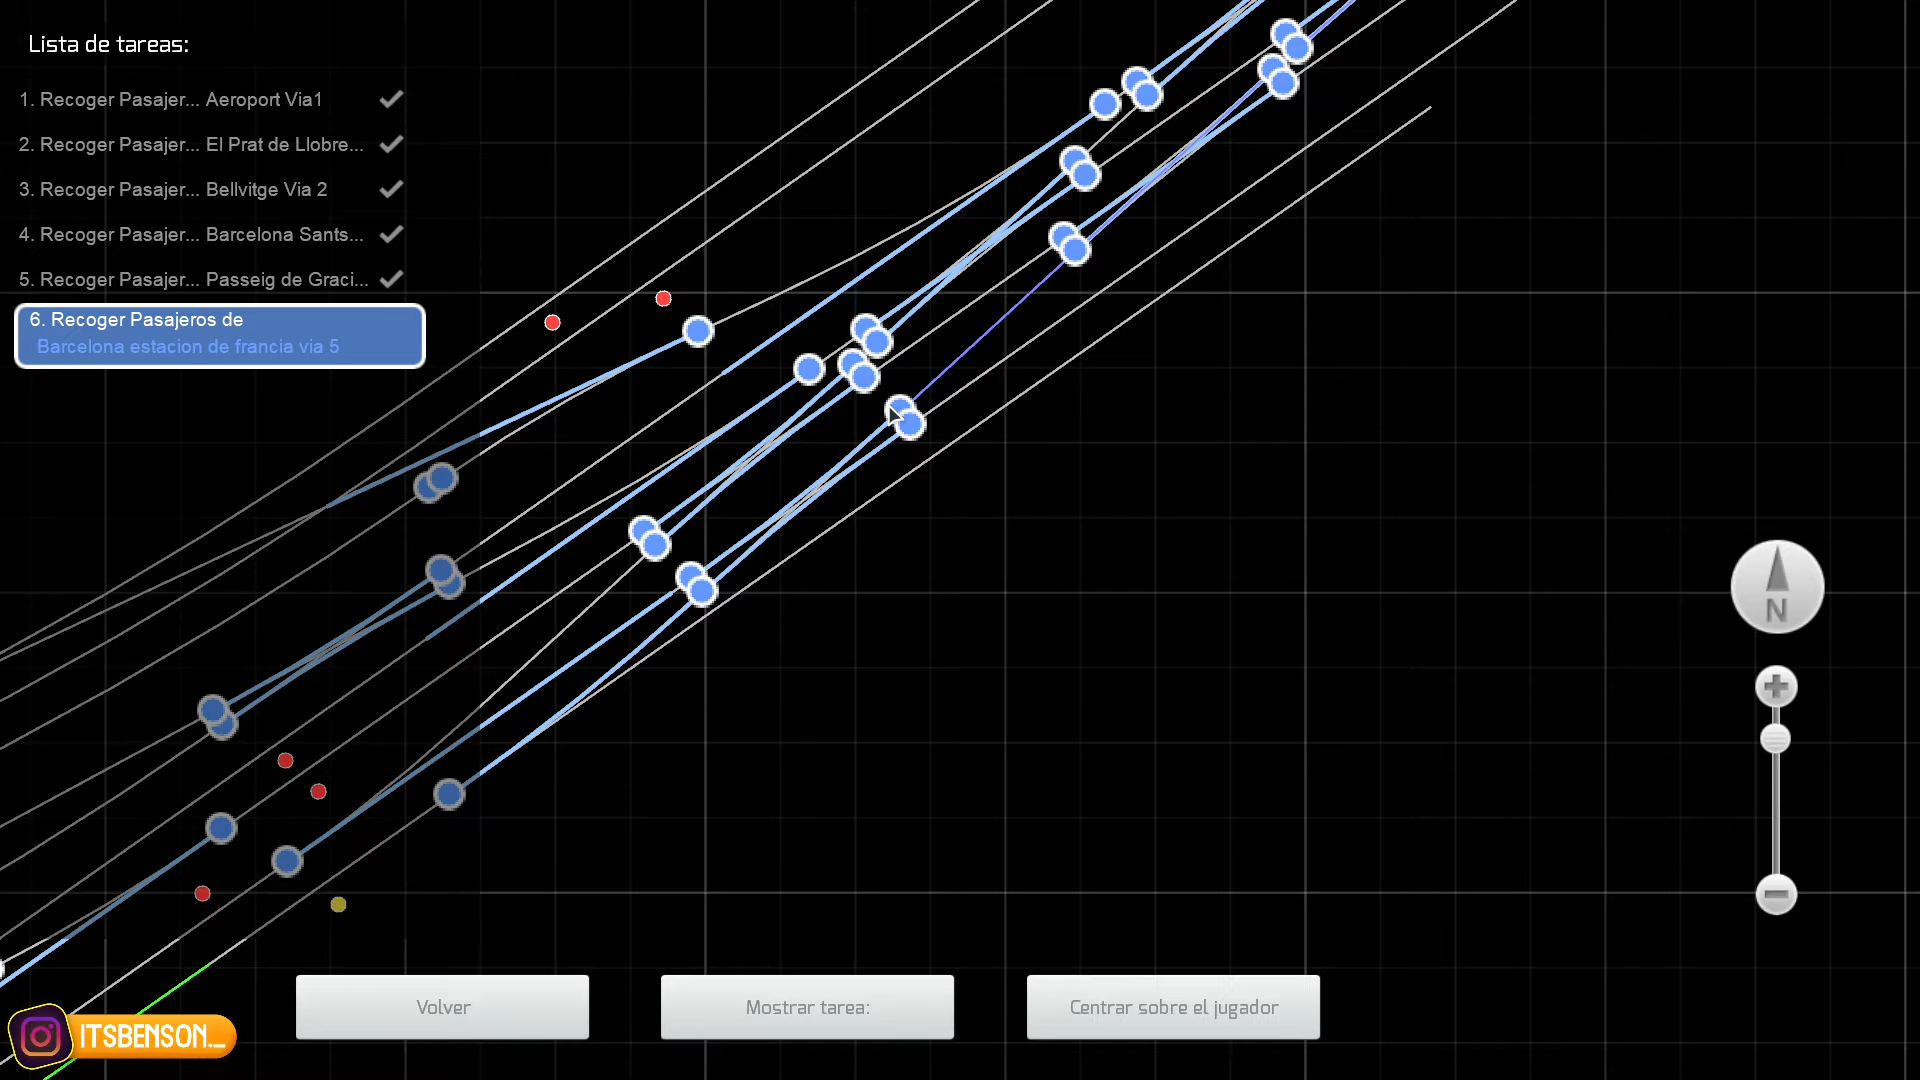 Lista de tareas:
1. Recoger Pasajer... Aeroport Via1
2. Recoger Pasajer... El Prat de Llobre...
3. Recoger Pasajer... Bellvitge Via 2
4. Recoger Pasajer... Barcelona Sants...
5. Recoger Pasajer... Passeig de Graci...
6. Recoger Pasajeros de
Barcelona estacion de francia via 5
N
Volver
Mostrar tarea:
Centrar sobre el jugador
ITSBENSON._